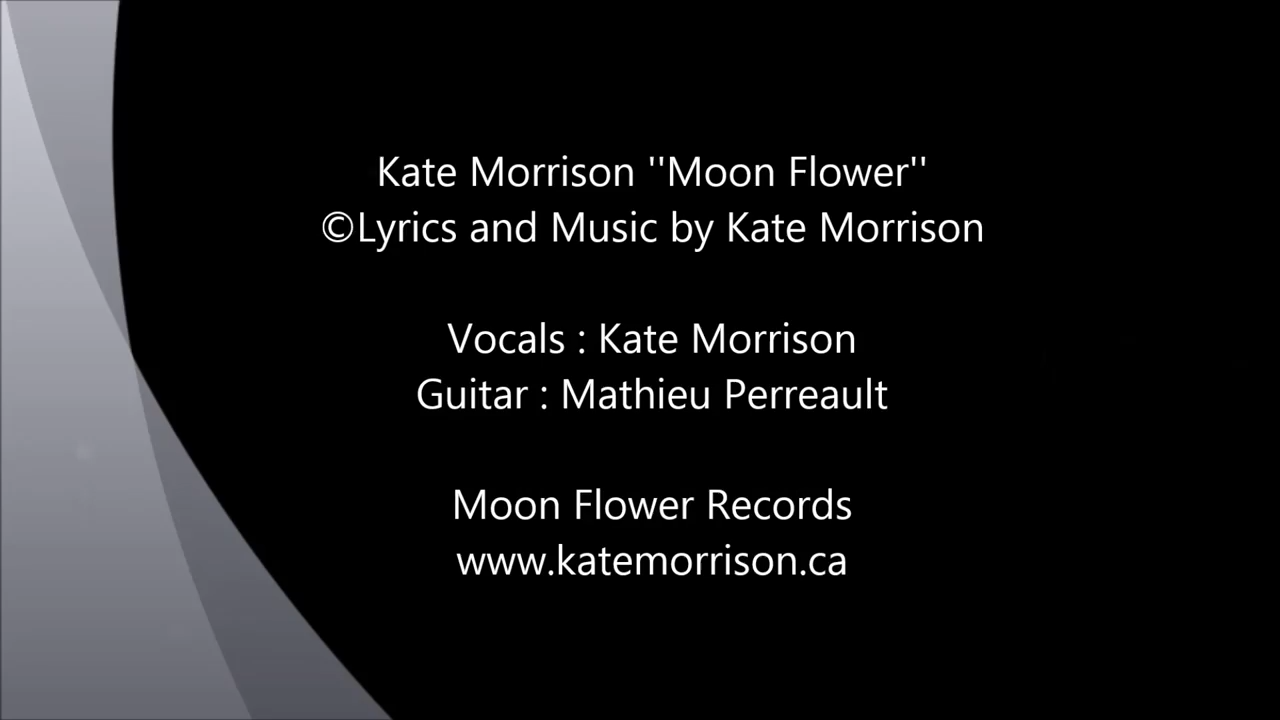 Kate Morrison ''Moon Flower''
©Lyrics and Music by Kate Morrison
Vocals : Kate Morrison
Guitar : Mathieu Perreault
Moon Flower Records
www.katemorrison.ca